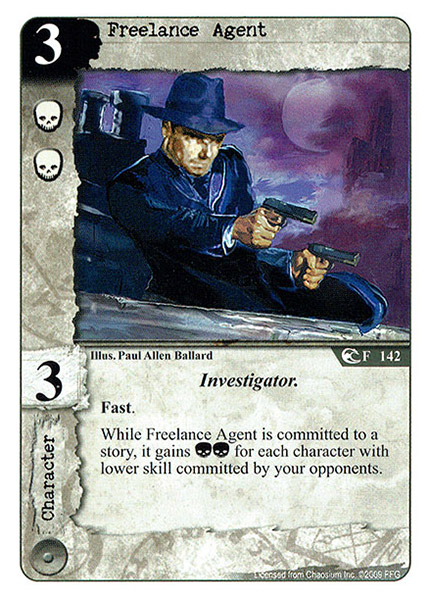 3
Freelance Agent
Illus. Paul Allen Ballard
F 142
3
Investigator.
Fast.
While Freelance Agent is committed to a
story, it gains for each character with
lower skill committed by your opponents.
Character
Licensed from Chaosium Inc. ©2009 FFG